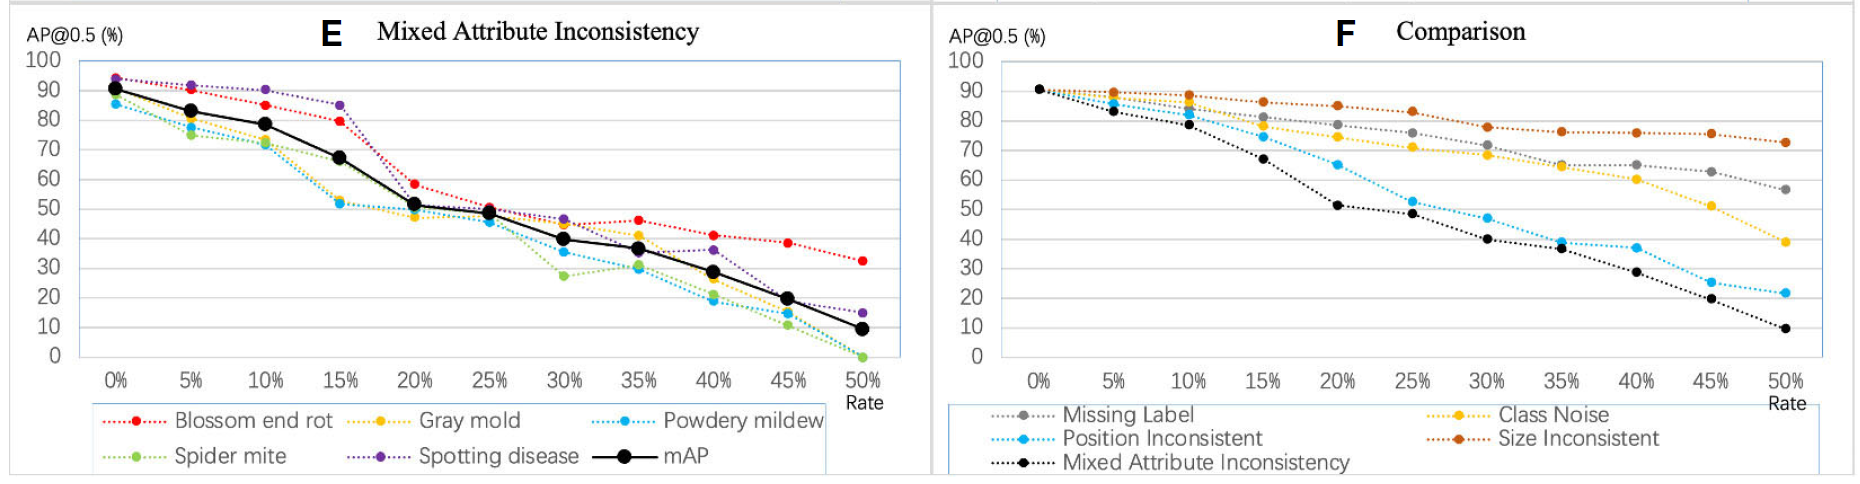 E Mixed Attribute Inconsistency
AP@0.5 (%)
100
90
80
70
60
50
40
30
20
10
0
0% 5% 10% 15% 20% 25% 30% 35% 40% 45% 50%
Rate
Blossom end rot Gray mold Powdery mildew
Spider mite Spotting disease mAP
F Comparison
AP@0.5 (%)
100
90
80
70
60
50
40
30
20
10
0
0% 5% 10% 15% 20% 25% 30% 35% 40% 45% 50%
Rate
Missing Label Class Noise
Position Inconsistent Size Inconsistent
Mixed Attribute Inconsistency